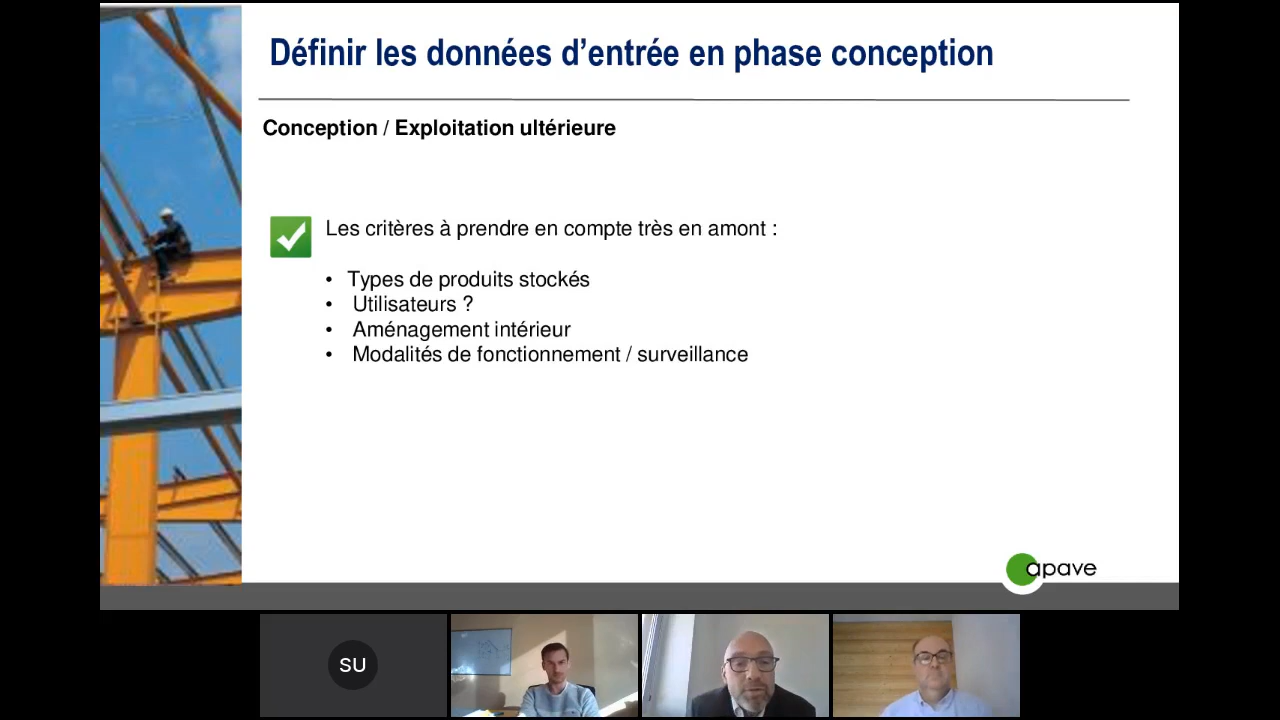 Définir les données d’entrée en phase conception
Conception / Exploitation ultérieure
Les critères à prendre en compte très en amont :
• Types de produits stockés
• Utilisateurs ?
• Aménagement intérieur
• Modalités de fonctionnement / surveillance
apave
SU